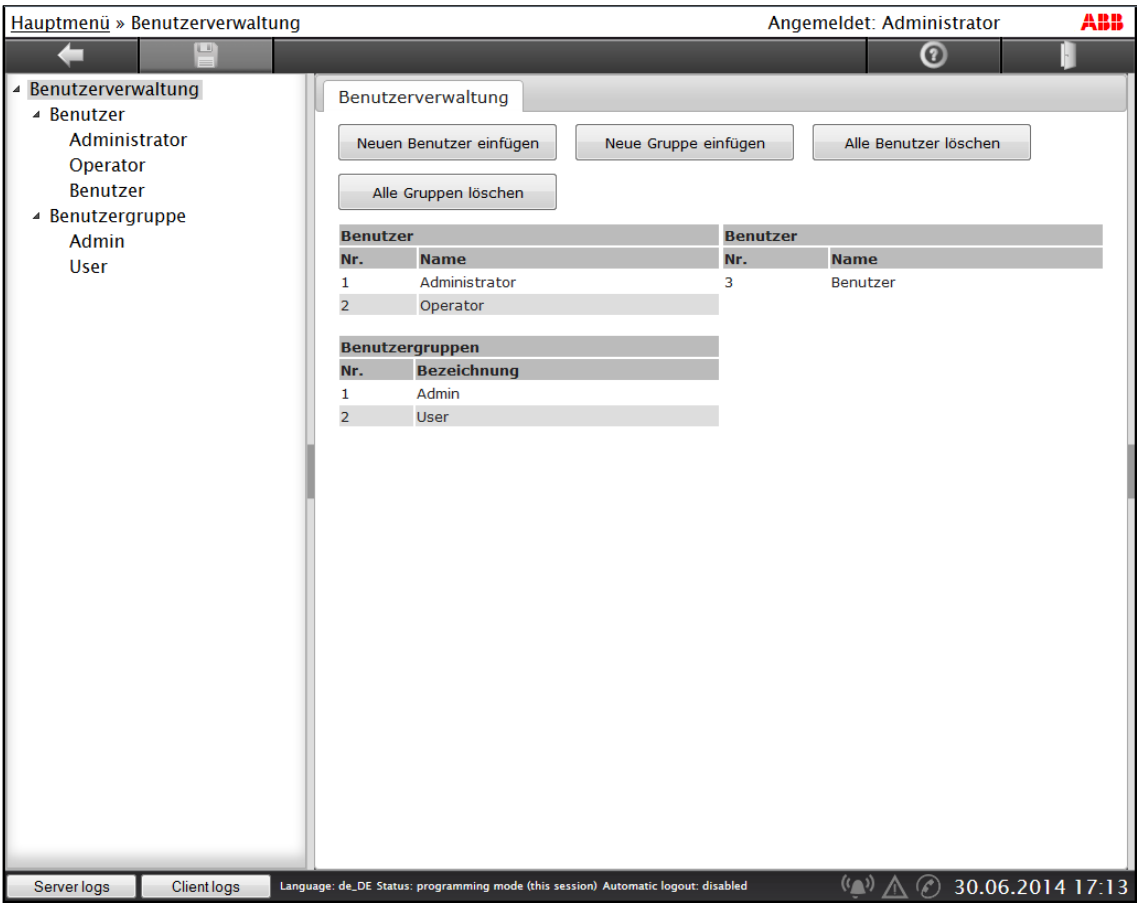 Hauptmenü » Benutzerverwaltung
Angemeldet: Administrator
ABB
Benutzerverwaltung
Benutzer
Administrator
Operator
Benutzer
Benutzergruppe
Admin
User
Benutzerverwaltung
Neuen Benutzer einfügen
Neue Gruppe einfügen
Alle Benutzer löschen
Alle Gruppen löschen
Benutzer
Nr. Name
1 Administrator
2 Operator
Benutzer
Nr. Name
3 Benutzer
Benutzergruppen
Nr. Bezeichnung
1 Admin
2 User
Server logs
Client logs
Language: de_DE Status: programming mode (this session) Automatic logout: disabled
30.06.2014 17:13